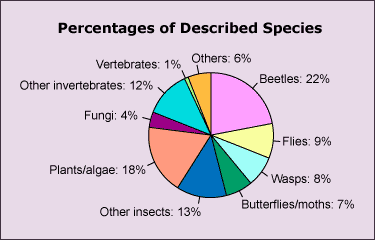 Percentages of Described Species
Vertebrates: 1%
Others: 6%
Other invertebrates: 12%
Beetles: 22%
Fungi: 4%
Flies: 9%
Plants/algae: 18%
Wasps: 8%
Other insects: 13%
Butterflies/moths: 7%